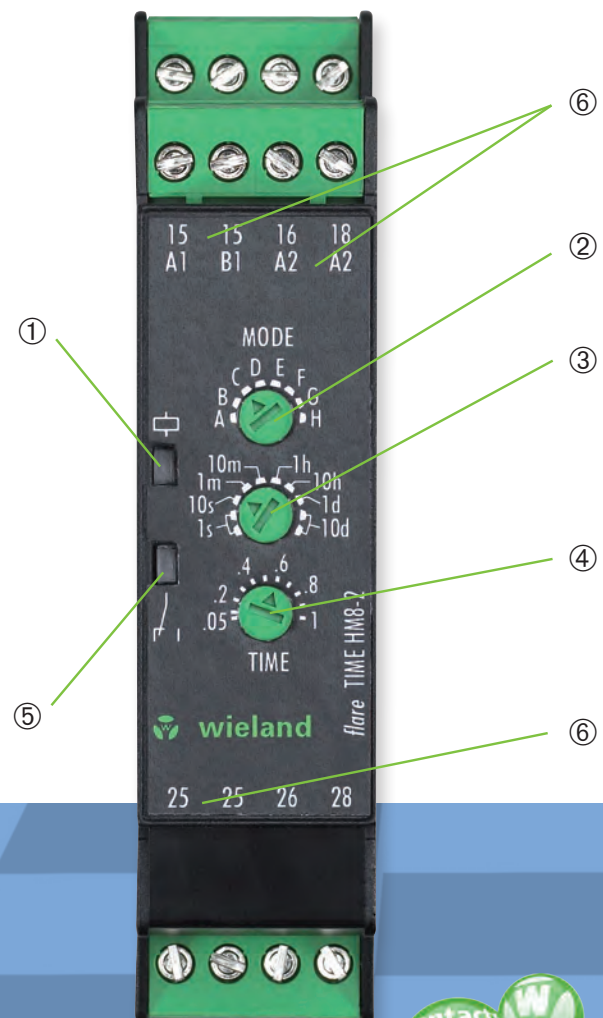 ⑥
15 15 16 18
A1 B1 A2 A2
②
①
MODE
A B C D E F G H
③
1s 10s 1m 10m 1h 10h 1d 10d
④
.05 .2 .4 .6 .8 1
TIME
flare TIME HM8-2
⑤
wieland
⑥
25 25 26 28
W